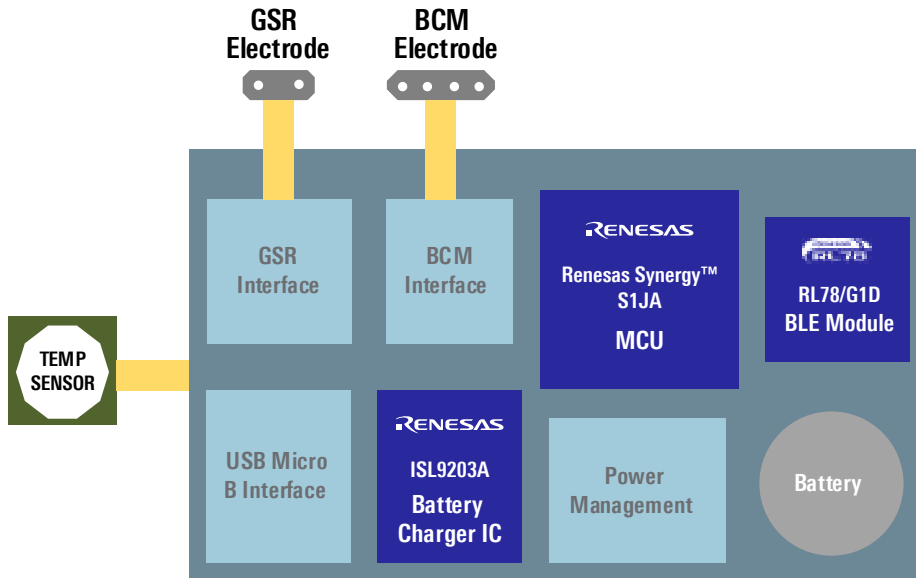 GSR
Electrode
BCM
Electrode
GSR
Interface
BCM
Interface
RENESAS
Renesas Synergy™
S1JA
MCU
RL78
RL78/G1D
BLE Module
TEMP
SENSOR
USB Micro
B Interface
RENESAS
ISL9203A
Battery
Charger IC
Power
Management
Battery